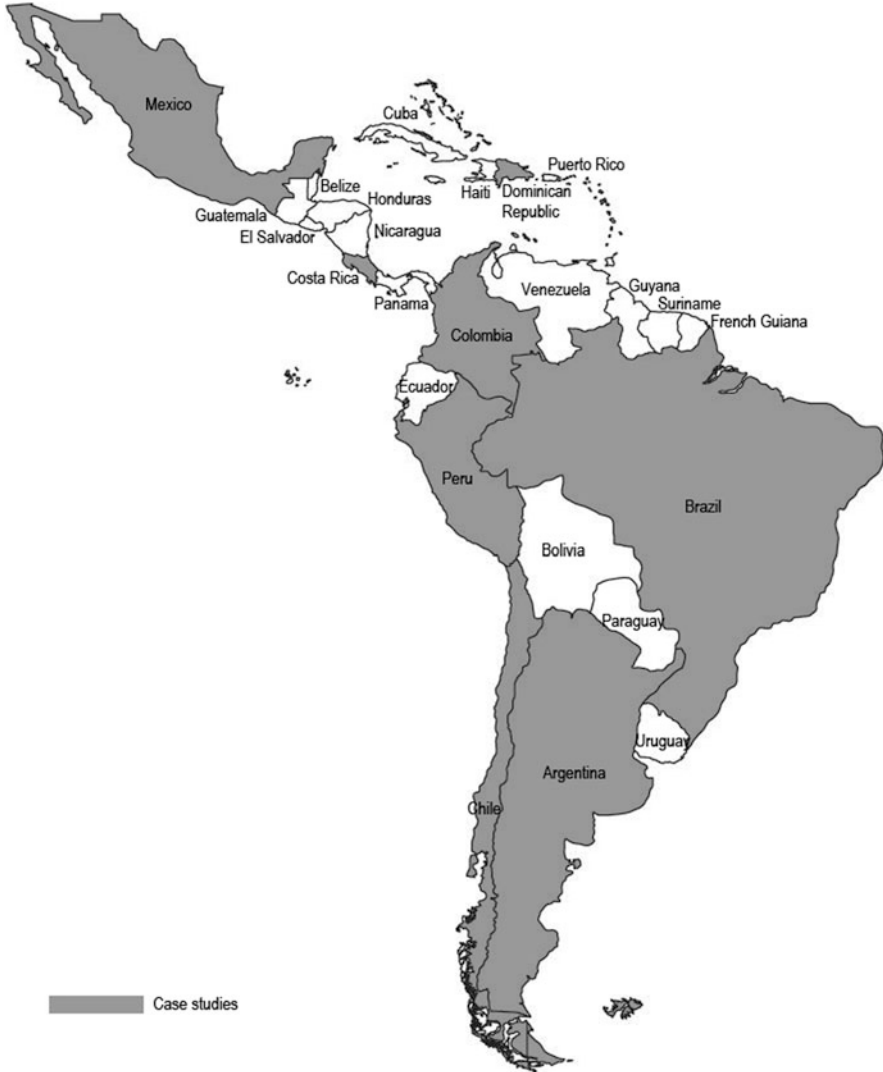 Mexico
Cuba
Puerto Rico
Belize
Haiti
Dominican
Republic
Honduras
Guatemala
Nicaragua
El Salvador
Costa Rica
Panama
Venezuela
Guyana
Suriname
French Guiana
Colombia
Ecuador
Peru
Brazil
Bolivia
Paraguay
Uruguay
Argentina
Chile
Case studies